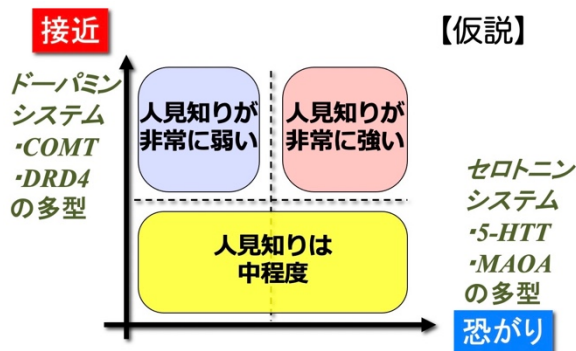 接近
【仮説】
ドーパミン
システム
・COMT
・DRD4
の多型
人見知りが
非常に弱い
人見知りが
非常に強い
人見知りは
中程度
セロトニン
システム
・5-HTT
・MAOA
の多型
恐がり